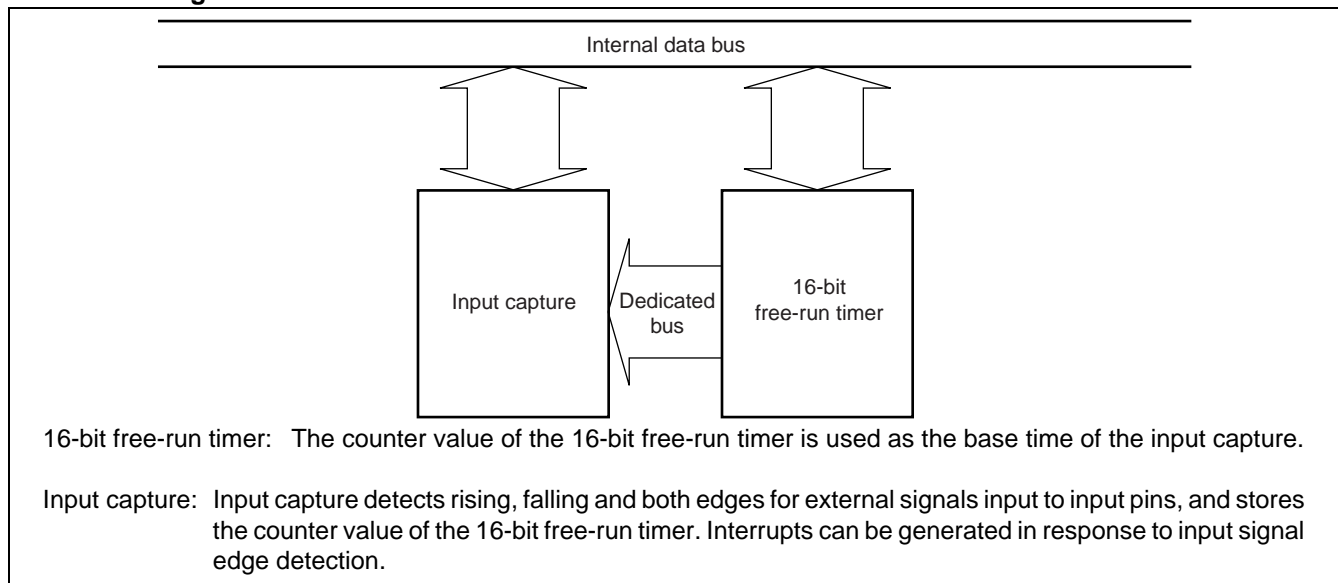 Internal data bus
Input capture
Dedicated
bus
16-bit
free-run timer
16-bit free-run timer: The counter value of the 16-bit free-run timer is used as the base time of the input capture.
Input capture: Input capture detects rising, falling and both edges for external signals input to input pins, and stores
the counter value of the 16-bit free-run timer. Interrupts can be generated in response to input signal
edge detection.